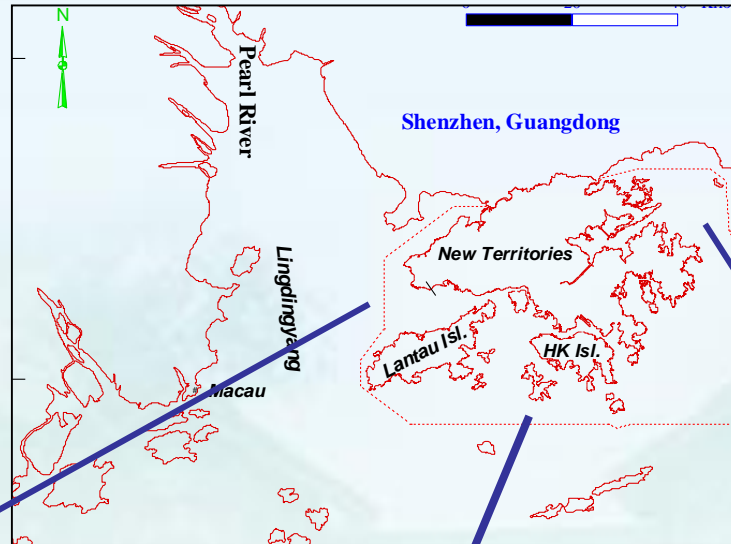 N
Pearl River
Shenzhen, Guangdong
New Territories
Lingdingyang
Lantau Isl.
HK Isl.
Macau